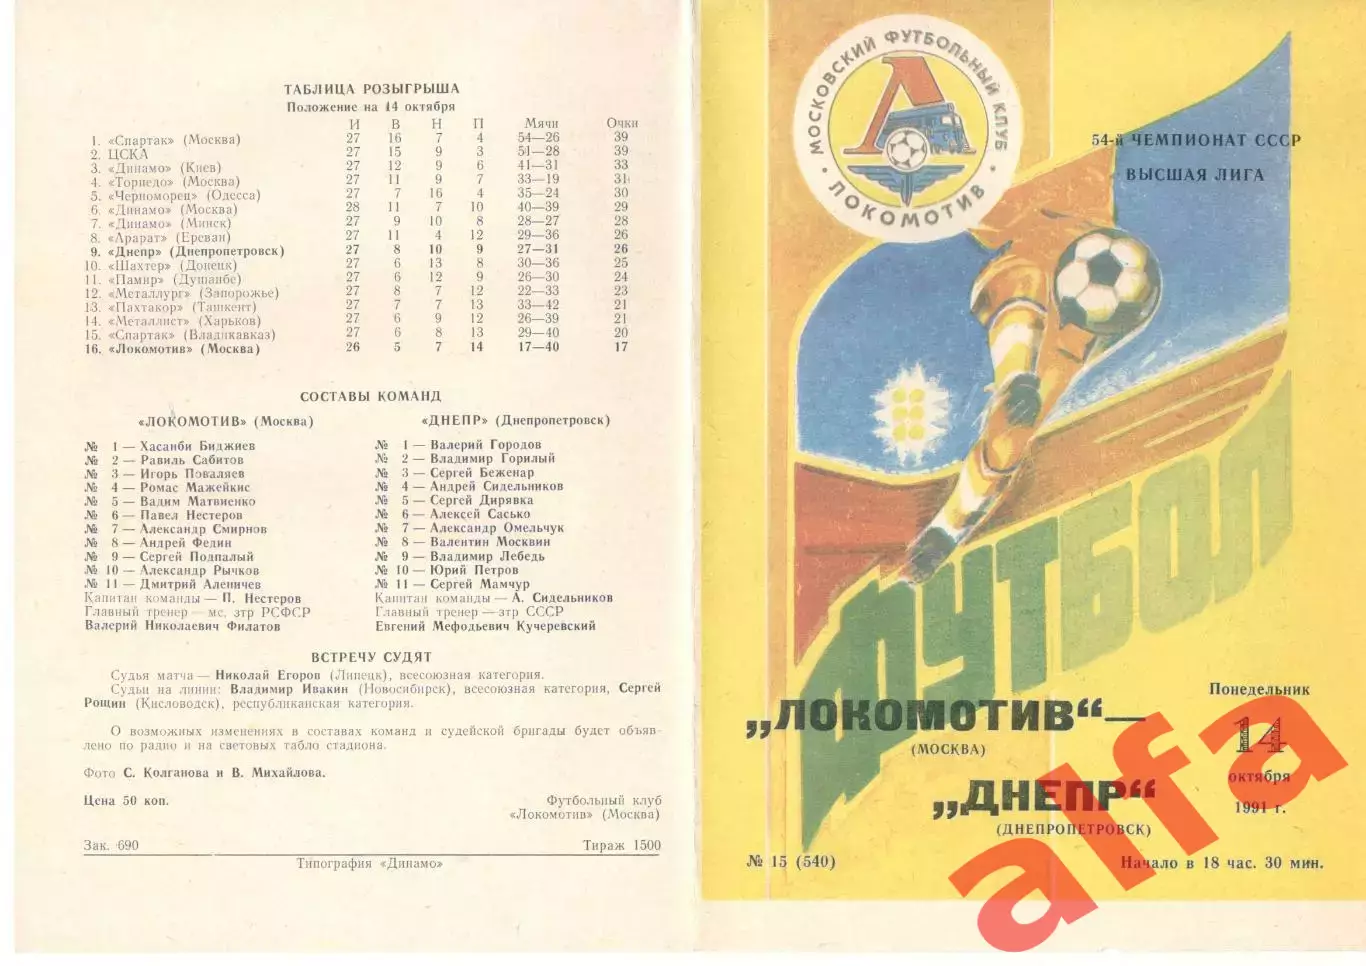 ТАБЛИЦА РОЗЫГРЫША
Положение на 14 октября
И В Н П Мячи Очки
1. «Спартак» (Москва) 27 16 7 4 54—26 39
2. ЦСКА 27 15 9 3 51—28 39
3. «Динамо» (Киев) 27 12 9 6 41—31 33
4. «Торпедо» (Москва) 27 11 9 7 33—19 31
5. «Черноморец» (Одесса) 27 7 16 4 35—24 30
6. «Динамо» (Москва) 28 11 7 10 40—39 29
7. «Динамо» (Минск) 27 9 10 8 28—27 28
8. «Арарат» (Ереван) 27 11 4 12 29—36 26
9. «Днепр» (Днепропетровск) 27 8 10 9 27—31 26
10. «Шахтер» (Донецк) 27 6 13 8 30—36 25
11. «Памир» (Душанбе) 27 6 12 9 26—30 24
12. «Металлург» (Запорожье) 27 8 7 12 22—33 23
13. «Пахтакор» (Ташкент) 27 7 7 13 33—42 21
14. «Металлист» (Харьков) 27 6 9 12 26—39 21
15. «Спартак» (Владикавказ) 27 6 8 13 29—40 20
16. «Локомотив» (Москва) 26 5 7 14 17—40 17
СОСТАВЫ КОМАНД
«ЛОКОМОТИВ» (Москва)
№ 1 — Хасанби Биджиев
№ 2 — Равиль Сабитов
№ 3 — Игорь Поваляев
№ 4 — Ромас Мажейкис
№ 5 — Вадим Матвиенко
№ 6 — Павел Нестеров
№ 7 — Александр Смирнов
№ 8 — Андрей Федин
№ 9 — Сергей Подпалый
№ 10 — Александр Рычков
№ 11 — Дмитрий Аленичев
Капитан команды — П. Нестеров
Главный тренер — мс, зтр РСФСР
Валерий Николаевич Филатов
«ДНЕПР» (Днепропетровск)
№ 1 — Валерий Городов
№ 2 — Владимир Горилый
№ 3 — Сергей Беженар
№ 4 — Андрей Сидельников
№ 5 — Сергей Дирявка
№ 6 — Алексей Сасько
№ 7 — Александр Омельчук
№ 8 — Валентин Москвин
№ 9 — Владимир Лебедь
№ 10 — Юрий Петров
№ 11 — Сергей Мамчур
Капитан команды — А. Сидельников
Главный тренер — зтр СССР
Евгений Мефодьевич Кучеревский
ВСТРЕЧУ СУДЯТ
Судья матча — Николай Егоров (Липецк), всесоюзная категория.
Судьи на линии: Владимир Ивакин (Новосибирск), всесоюзная категория, Сергей
Рощин (Кисловодск), республиканская категория.
О возможных изменениях в составах команд и судейской бригады будет объяв-
лено по радио и на световых табло стадиона.
Фото С. Колганова и В. Михайлова.
Цена 50 коп.
Футбольный клуб
«Локомотив» (Москва)
Зак. 690 Тираж 1500
Типография «Динамо»
МОСКОВСКИЙ ФУТБОЛЬНЫЙ КЛУБ
• ЛОКОМОТИВ •
Л
54-й ЧЕМПИОНАТ СССР
ВЫСШАЯ ЛИГА
ФУТБОЛ
„ЛОКОМОТИВ“—
(МОСКВА)
„ДНЕПР“
(ДНЕПРОПЕТРОВСК)
Понедельник
14
октября
1991 г.
№ 15 (540)
Начало в 18 час. 30 мин.
alfa